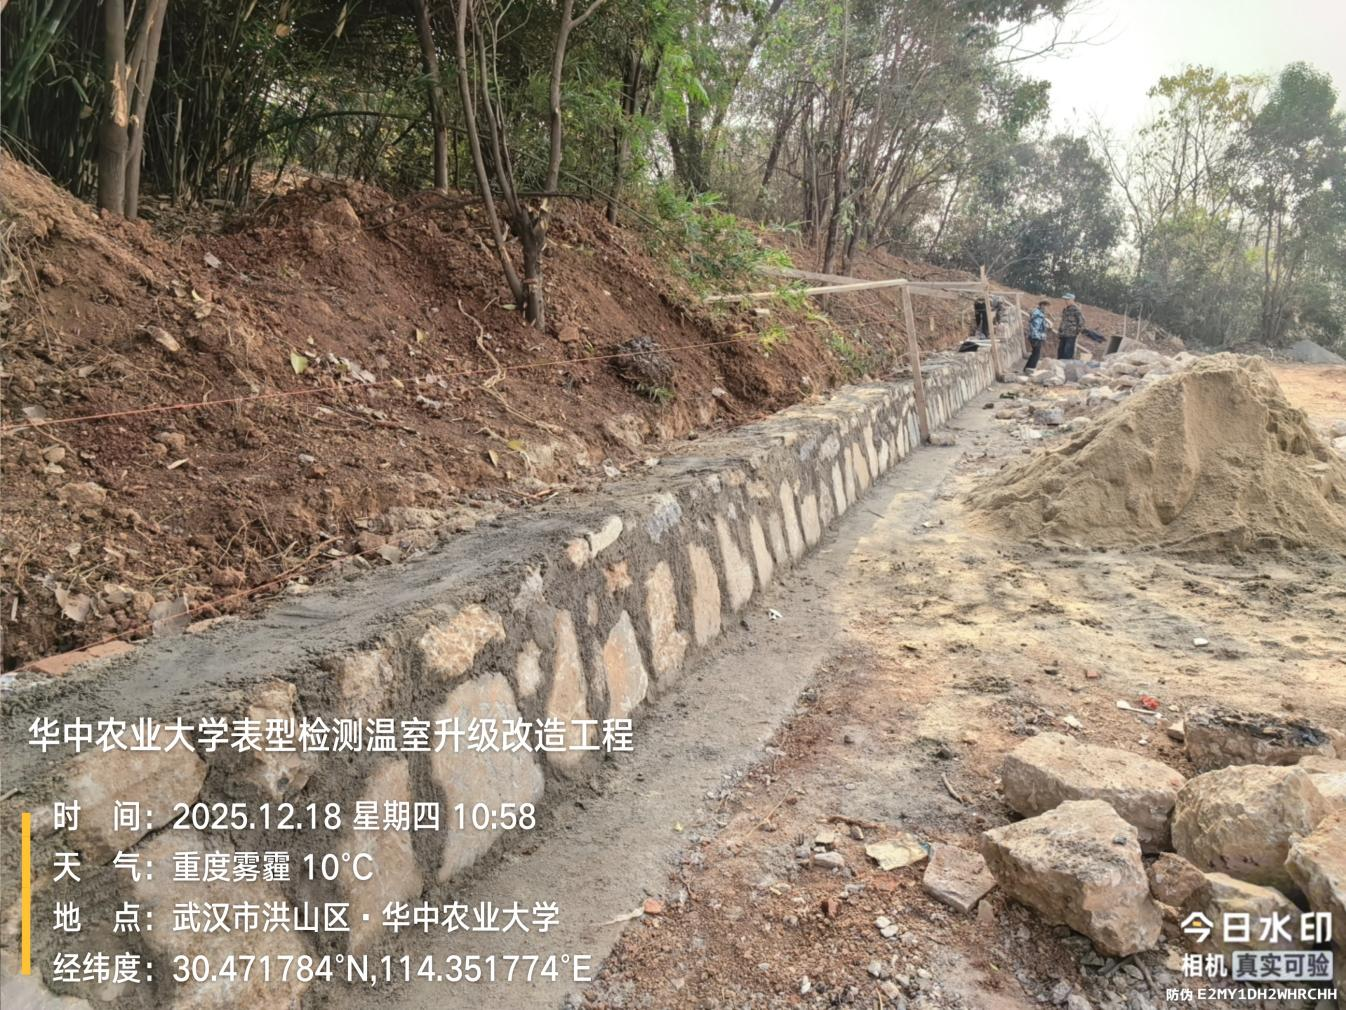 华中农业大学表型检测温室升级改造工程
时 间：2025.12.18 星期四 10:58
天 气：重度雾霾 10℃
地 点：武汉市洪山区·华中农业大学
经纬度：30.471784°N,114.351774°E
今日水印
相机 真实可验
防伪 E2MY1DH2WHRCHH